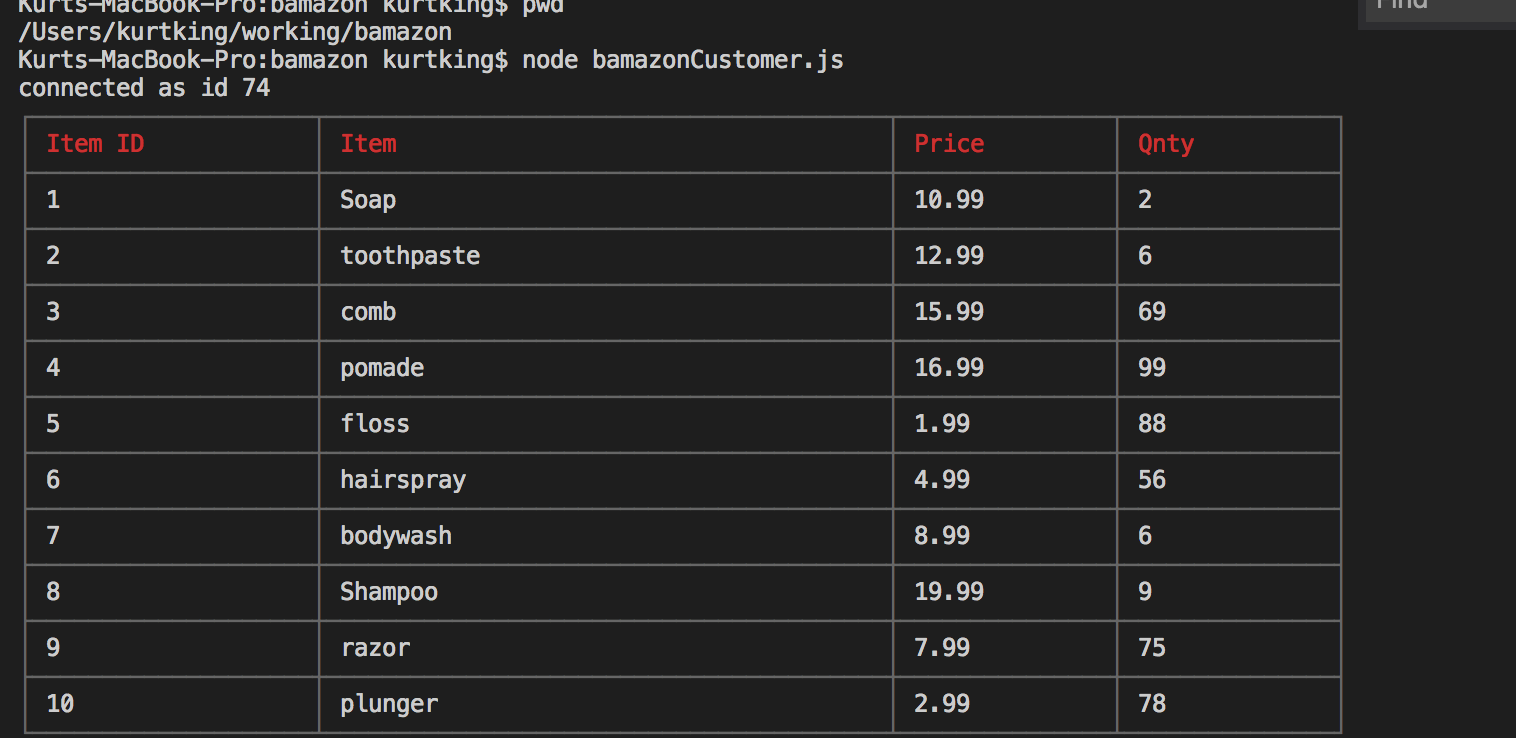 Kurts-MacBook-Pro:bamazon kurtking$ pwd
/Users/kurtking/working/bamazon
Kurts-MacBook-Pro:bamazon kurtking$ node bamazonCustomer.js
connected as id 74
Item ID Item Price Qnty
1 Soap 10.99 2
2 toothpaste 12.99 6
3 comb 15.99 69
4 pomade 16.99 99
5 floss 1.99 88
6 hairspray 4.99 56
7 bodywash 8.99 6
8 Shampoo 19.99 9
9 razor 7.99 75
10 plunger 2.99 78
Find